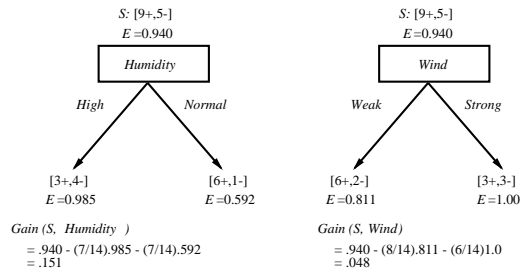 S: [9+,5-]
E =0.940
Humidity
High
Normal
[3+,4-]
E =0.985
[6+,1-]
E =0.592
Gain (S, Humidity )
= .940 - (7/14).985 - (7/14).592
= .151
S: [9+,5-]
E =0.940
Wind
Weak
Strong
[6+,2-]
E =0.811
[3+,3-]
E =1.00
Gain (S, Wind)
= .940 - (8/14).811 - (6/14)1.0
= .048